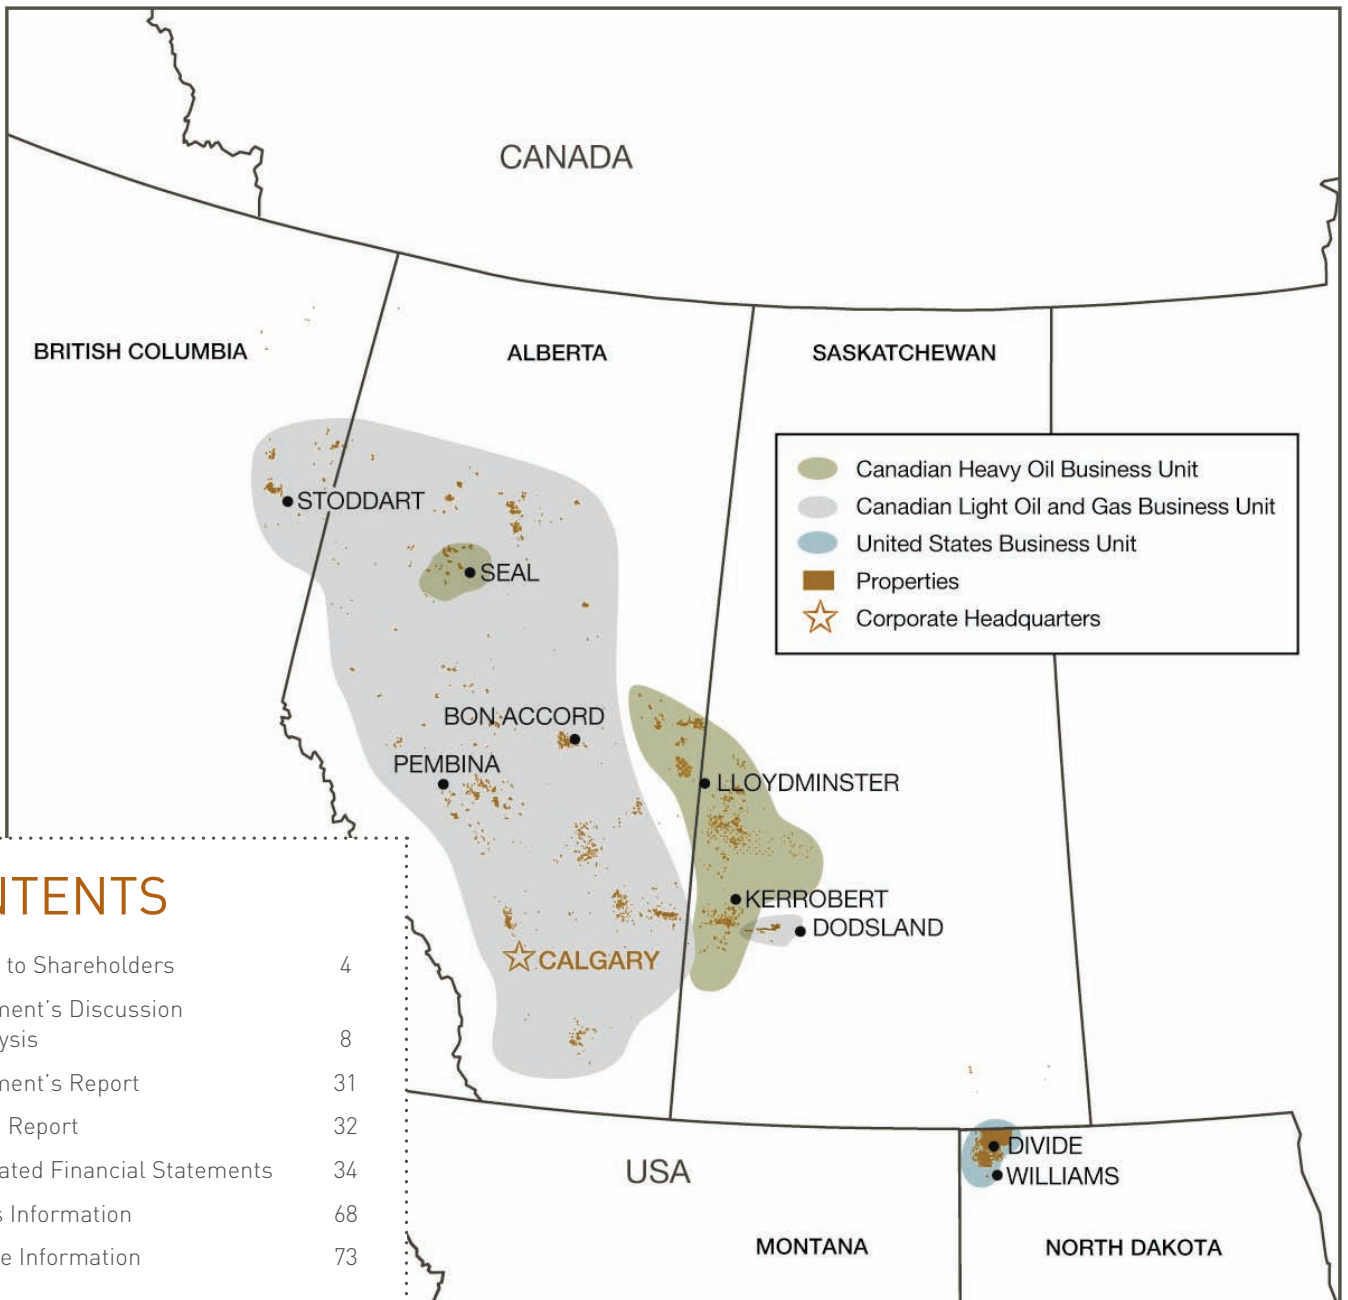 CANADA
BRITISH COLUMBIA
ALBERTA
SASKATCHEWAN
Canadian Heavy Oil Business Unit
Canadian Light Oil and Gas Business Unit
United States Business Unit
Properties
Corporate Headquarters
STODDART
SEAL
BON ACCORD
PEMBINA
LLOYDMINSTER
KERROBERT
DODSLAND
CALGARY
NTENTS
to Shareholders 4
ment's Discussion
ysis 8
ment's Report 31
Report 32
ated Financial Statements 34
s Information 68
e Information 73
USA
DIVIDE
WILLIAMS
MONTANA
NORTH DAKOTA